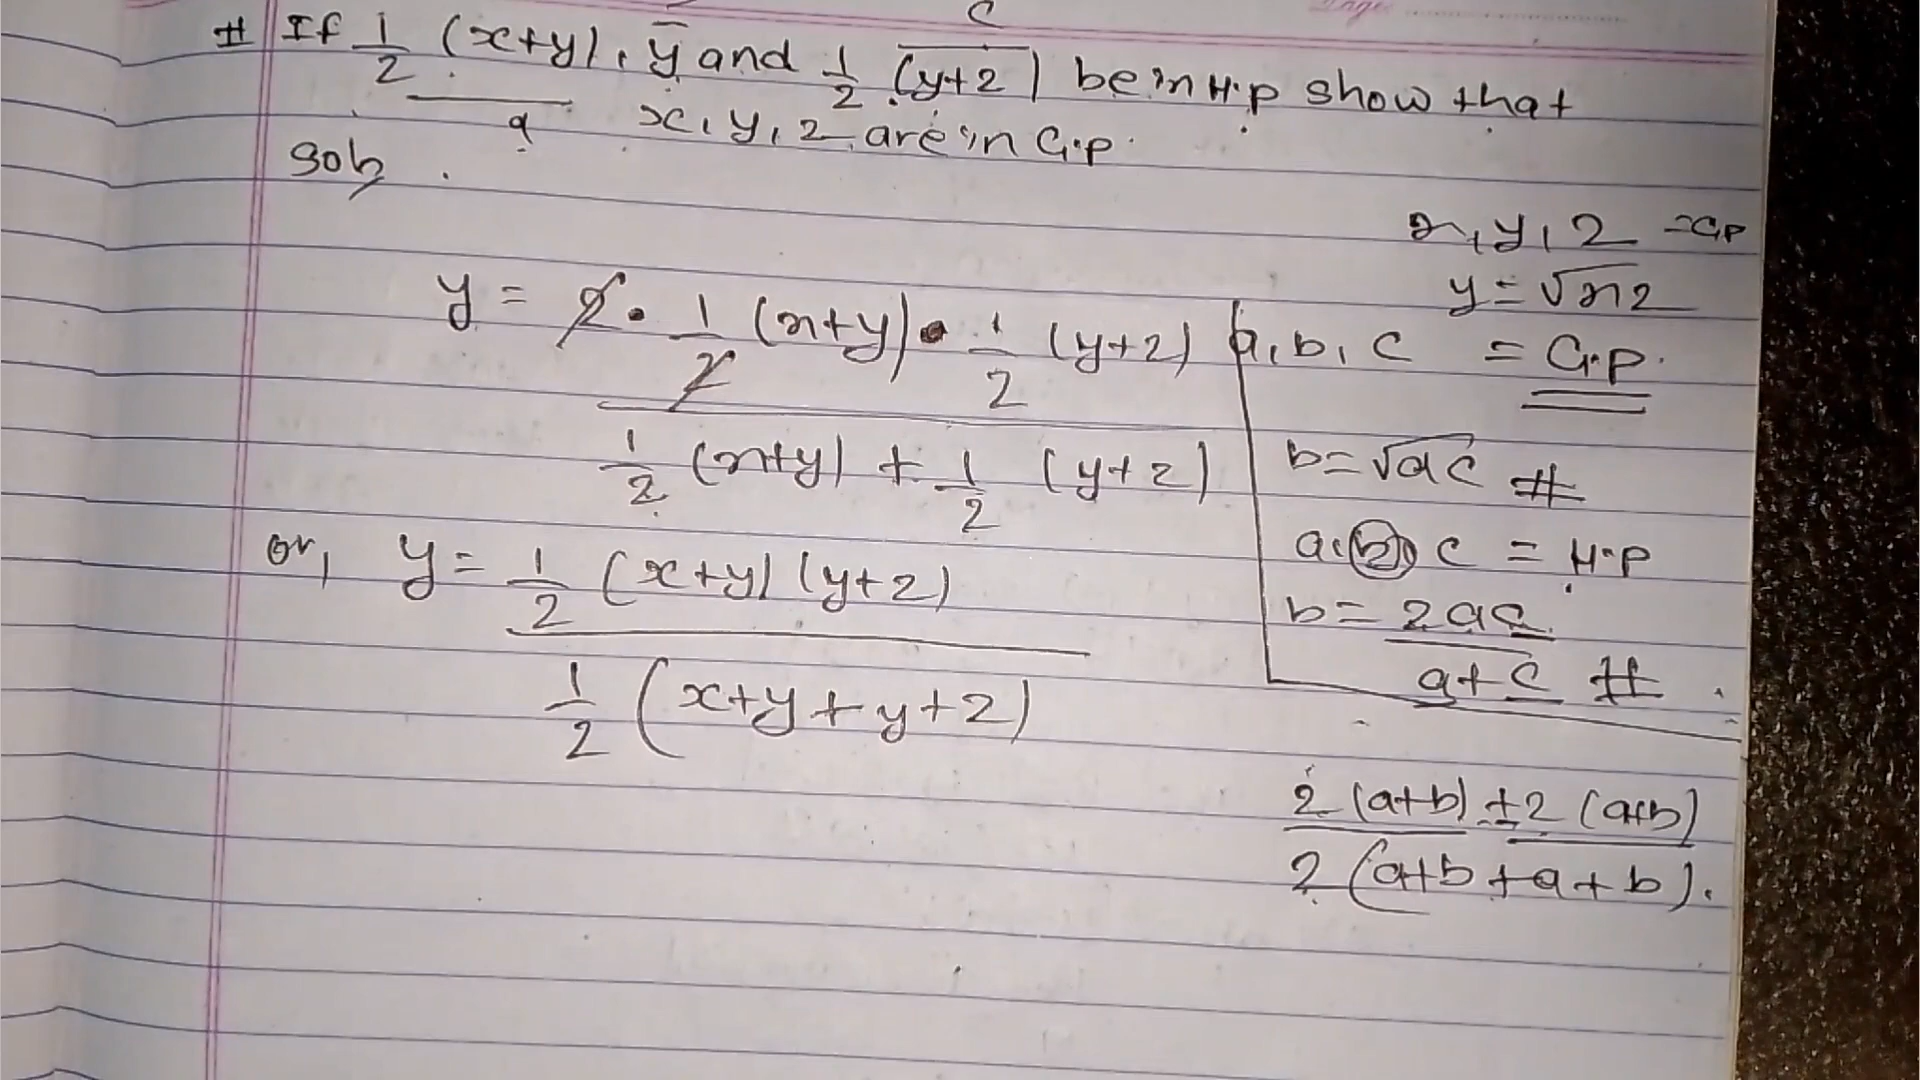 # If 1/2 (x+y), y and 1/2 (y+z) be in H.p show that
c
a
x, y, z are in G.p.
Soln
x, y, z = G.P
y = √xz
y = 2 · 1/2 (x+y) · 1/2 (y+z)
1/2 (x+y) + 1/2 (y+z)
a, b, c = G.P.
b = √ac #
a, b, c = H.P
b = 2ac
a+c #
or, y = 1/2 (x+y) (y+z)
1/2 (x+y+y+z)
2 (a+b) + 2 (a+b)
2 (a+b+a+b).